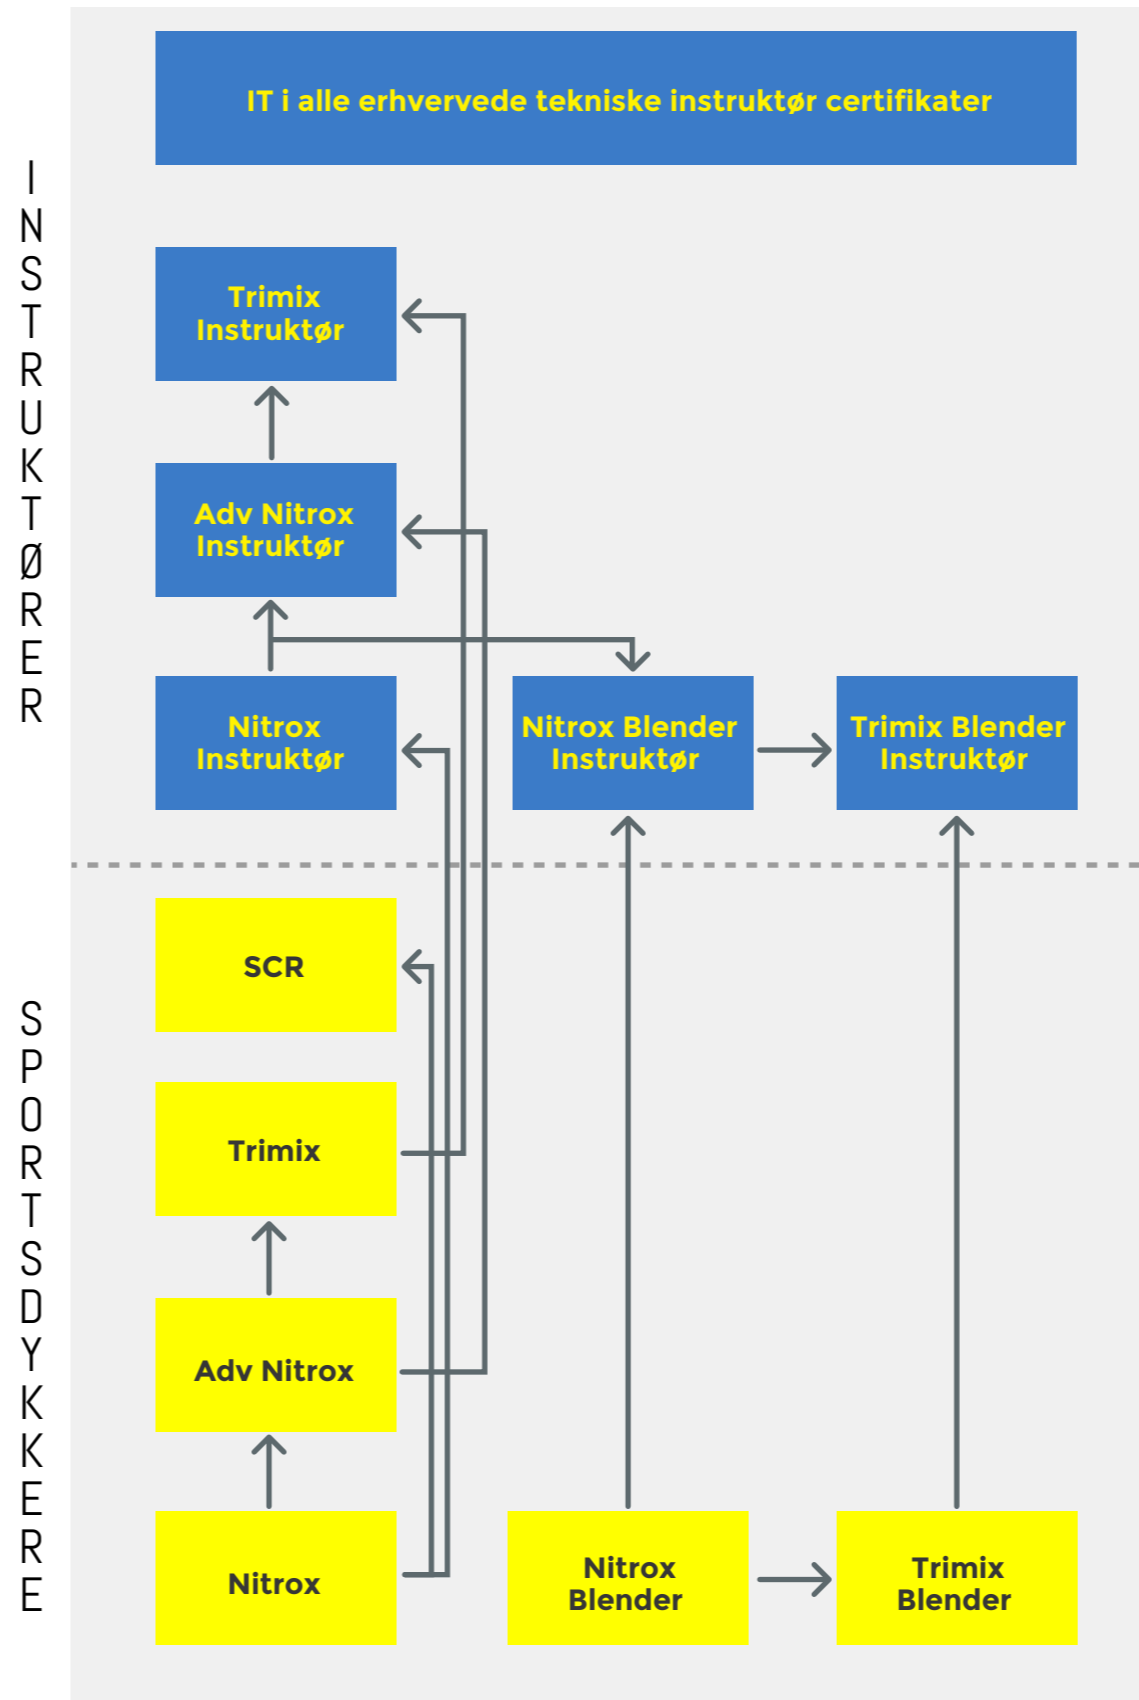 IT i alle erhvervede tekniske instruktør certifikater
INSTRUKTØRER
Trimix
Instruktør
Adv Nitrox
Instruktør
Nitrox
Instruktør
Nitrox Blender
Instruktør
Trimix Blender
Instruktør
SPORTSDYKKERE
SCR
Trimix
Adv Nitrox
Nitrox
Nitrox
Blender
Trimix
Blender